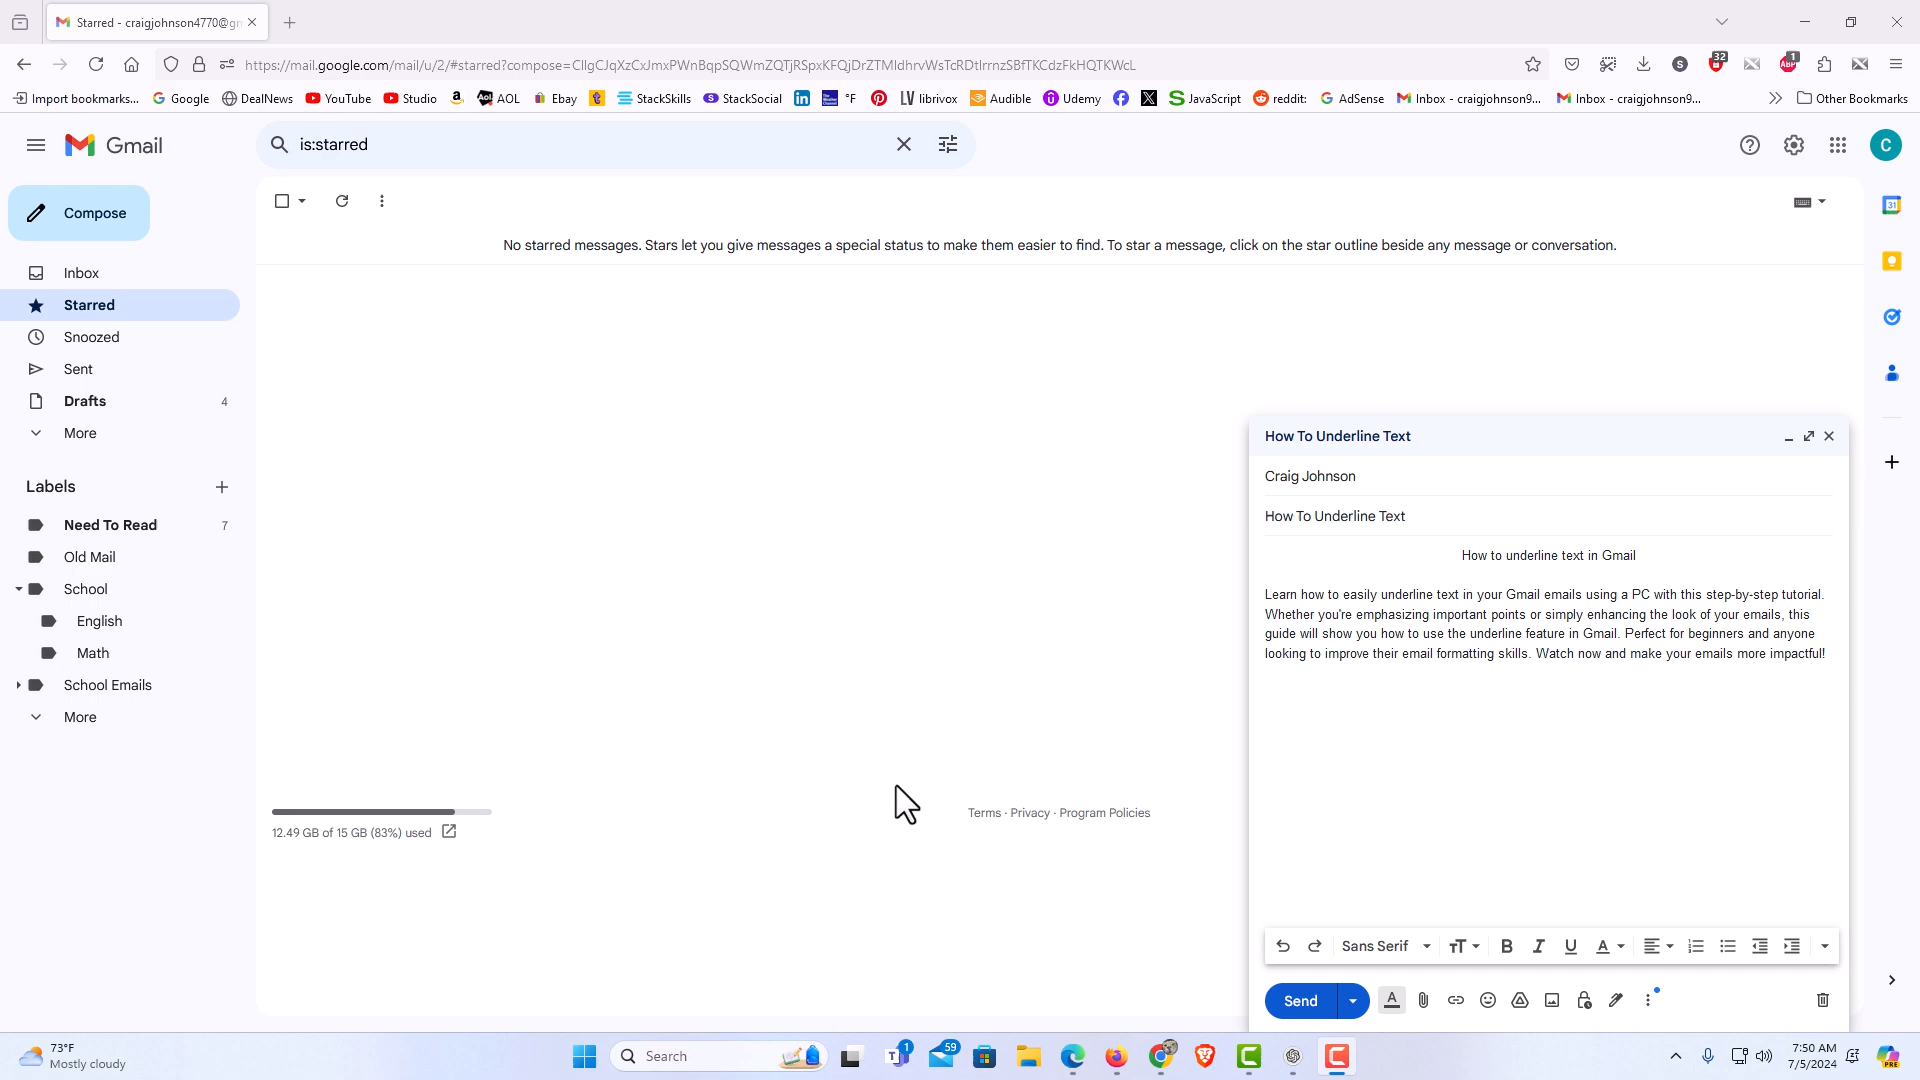 Starred - craigjohnson4770@gm
https://mail.google.com/mail/u/2/#starred?compose=CllgCJqXzCxJmxPWnBqpSQWmZQTjRSpxKFQjDrZTMldhrvWsTcRDtlrrnzSBfTKCdzFkHQTKWcL
32
S
ABP
1
Import bookmarks...
Google
DealNews
YouTube
Studio
AOL
Ebay
StackSkills
StackSocial
°F
librivox
Audible
Udemy
JavaScript
reddit:
AdSense
Inbox - craigjohnson9...
Inbox - craigjohnson9...
Other Bookmarks
Gmail
is:starred
C
Compose
No starred messages. Stars let you give messages a special status to make them easier to find. To star a message, click on the star outline beside any message or conversation.
31
Inbox
Starred
Snoozed
Sent
Drafts 4
More
Labels
Need To Read 7
Old Mail
School
English
Math
School Emails
More
12.49 GB of 15 GB (83%) used
Terms · Privacy · Program Policies
How To Underline Text
Craig Johnson
How To Underline Text
How to underline text in Gmail
Learn how to easily underline text in your Gmail emails using a PC with this step-by-step tutorial.
Whether you're emphasizing important points or simply enhancing the look of your emails, this
guide will show you how to use the underline feature in Gmail. Perfect for beginners and anyone
looking to improve their email formatting skills. Watch now and make your emails more impactful!
Sans Serif
Send
73°F
Mostly cloudy
Search
1
59
7:50 AM
7/5/2024
PRE